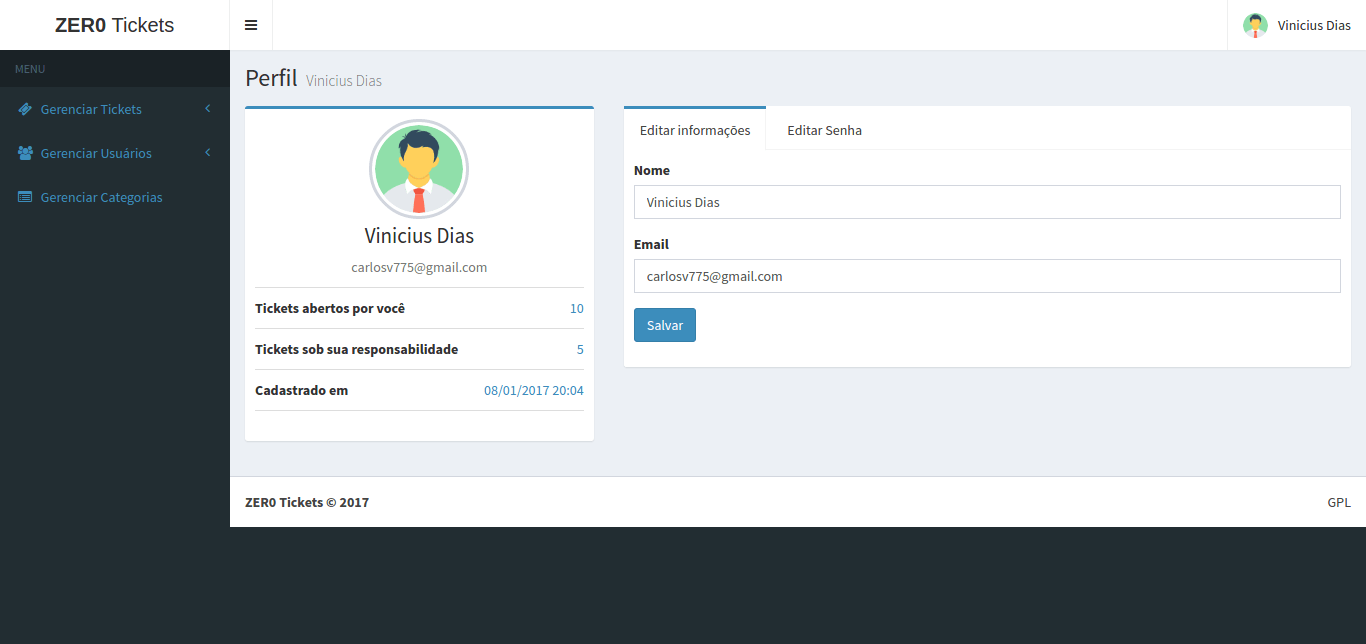 ZER0 Tickets
Vinicius Dias
MENU
Gerenciar Tickets
Gerenciar Usuários
Gerenciar Categorias
Perfil Vinicius Dias
Vinicius Dias
carlosv775@gmail.com
Tickets abertos por você 10
Tickets sob sua responsabilidade 5
Cadastrado em 08/01/2017 20:04
Editar informações Editar Senha
Nome
Vinicius Dias
Email
carlosv775@gmail.com
Salvar
ZER0 Tickets © 2017 GPL